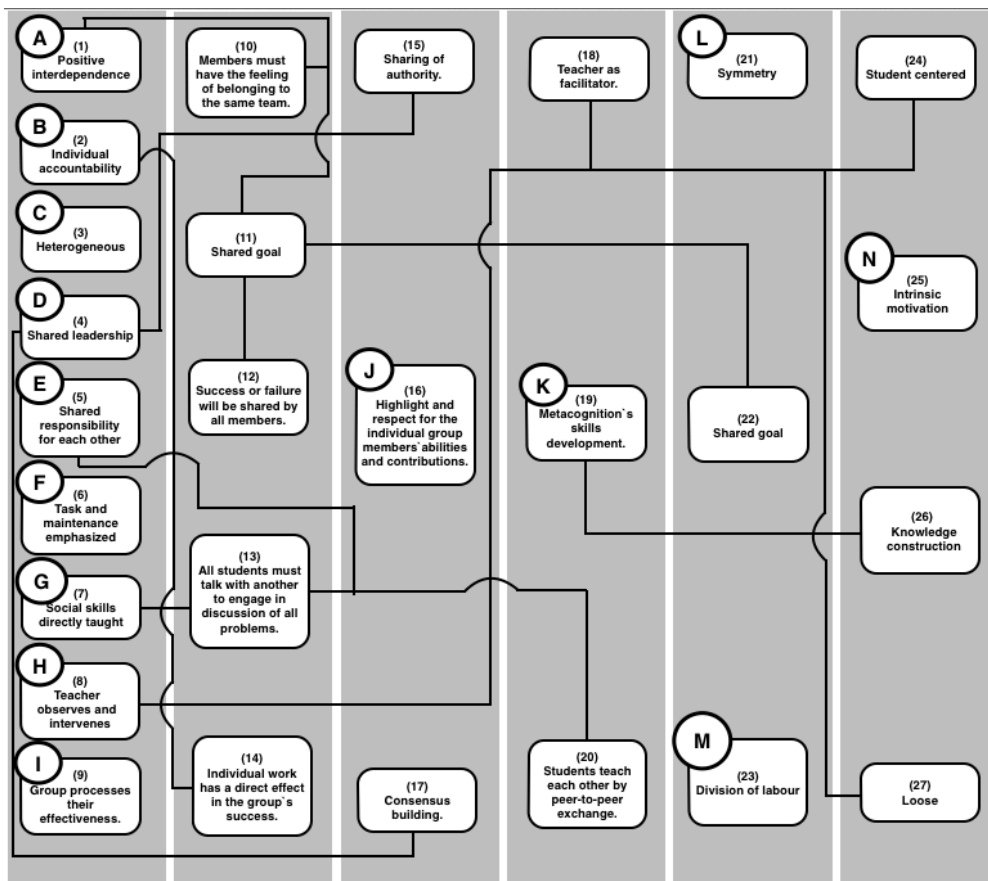 A
(1)
Positive
interdependence
B
(2)
Individual
accountability
C
(3)
Heterogeneous
D
(4)
Shared leadership
E
(5)
Shared
responsibility
for each other
F
(6)
Task and
maintenance
emphasized
G
(7)
Social skills
directly taught
H
(8)
Teacher
observes and
intervenes
I
(9)
Group processes
their
effectiveness.
(10)
Members must
have the feeling
of belonging to
the same team.
(11)
Shared goal
(12)
Success or failure
will be shared by
all members.
(13)
All students must
talk with another
to engage in
discussion of all
problems.
(14)
Individual work
has a direct effect
in the group`s
success.
(15)
Sharing of
authority.
J
(16)
Highlight and
respect for the
individual group
members`abilities
and contributions.
(17)
Consensus
building.
(18)
Teacher as
facilitator.
K
(19)
Metacognition`s
skills
development.
(20)
Students teach
each other by
peer-to-peer
exchange.
L
(21)
Symmetry
(22)
Shared goal
M
(23)
Division of labour
(24)
Student centered
N
(25)
Intrinsic
motivation
(26)
Knowledge
construction
(27)
Loose